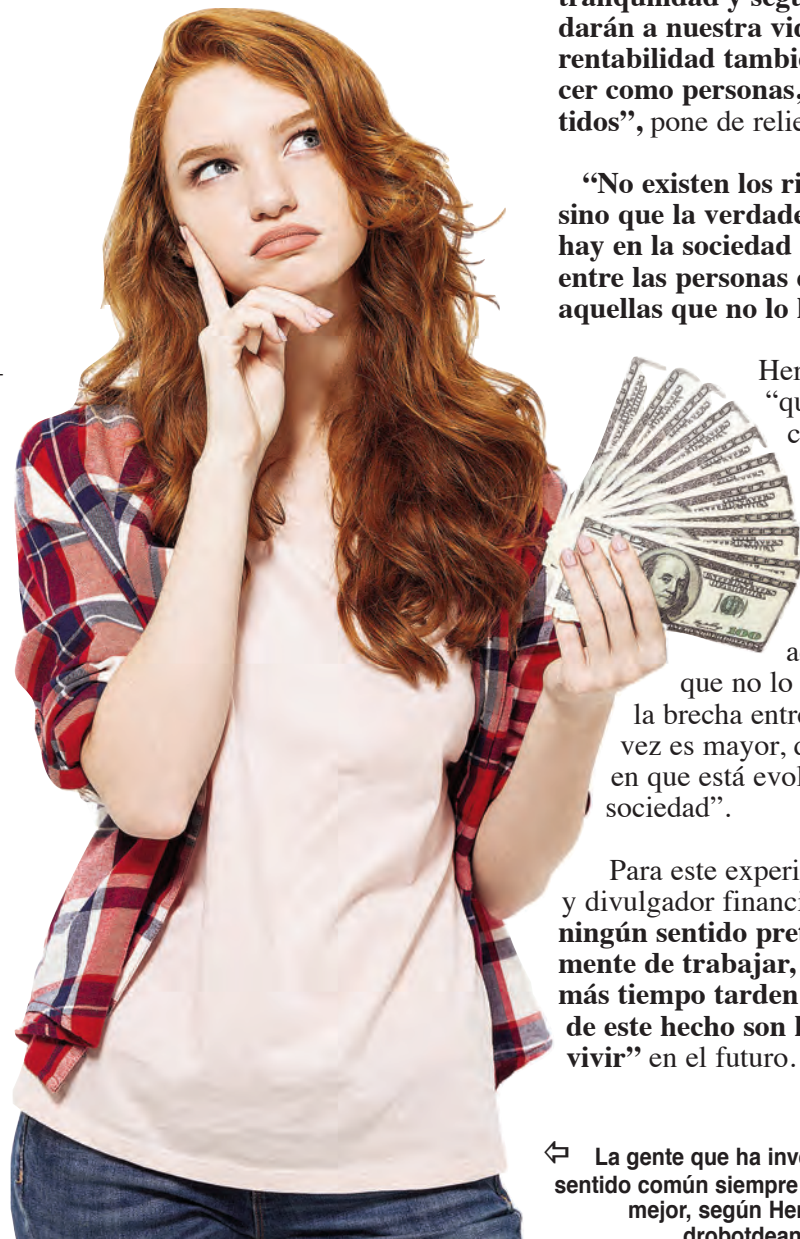 tranquilidad y segu
darán a nuestra vid
rentabilidad tambié
cer como personas,
tidos”, pone de relie
“No existen los ri
sino que la verdade
hay en la sociedad
entre las personas
aquellas que no lo
Her
“qu
c
a
que no lo
la brecha entre
vez es mayor,
en que está evol
sociedad”.
Para este experi
y divulgador financi
ningún sentido pret
mente de trabajar,
más tiempo tarden
de este hecho son
vivir” en el futuro.
⇦ La gente que ha inve
sentido común siempre
mejor, según Her
drobotdean
100